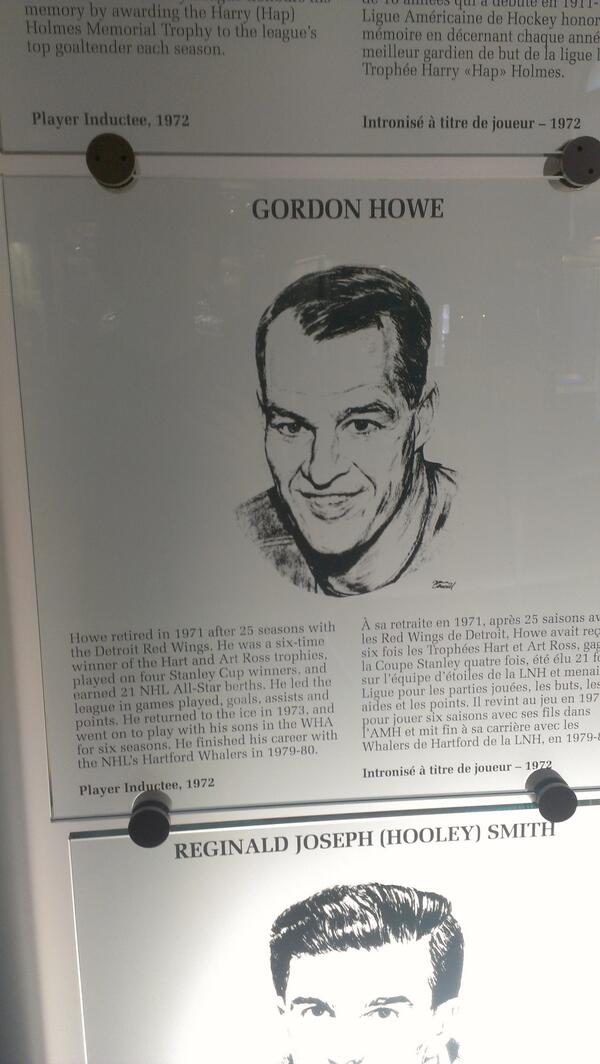 memory by awarding the Harry (Hap)
Holmes Memorial Trophy to the league's
top goaltender each season.
Player Inductee, 1972
de 10 années qui a débuté en 1911-
Ligue Américaine de Hockey honor
mémoire en décernant chaque anné
meilleur gardien de but de la ligue l
Trophée Harry «Hap» Holmes.
Intronisé à titre de joueur – 1972
GORDON HOWE
Howe retired in 1971 after 25 seasons with
the Detroit Red Wings. He was a six-time
winner of the Hart and Art Ross trophies,
played on four Stanley Cup winners, and
earned 21 NHL All-Star berths. He led the
league in games played, goals, assists and
points. He returned to the ice in 1973, and
went on to play with his sons in the WHA
for six seasons. He finished his career with
the NHL's Hartford Whalers in 1979-80.
Player Inductee, 1972
À sa retraite en 1971, après 25 saisons av
les Red Wings de Detroit, Howe avait reç
six fois les Trophées Hart et Art Ross, gag
la Coupe Stanley quatre fois, été élu 21 fo
sur l'équipe d'étoiles de la LNH et menai
Ligue pour les parties jouées, les buts, les
aides et les points. Il revint au jeu en 197
pour jouer six saisons avec ses fils dans
l'AMH et mit fin à sa carrière avec les
Whalers de Hartford de la LNH, en 1979-8
Intronisé à titre de joueur – 1972
REGINALD JOSEPH (HOOLEY) SMITH